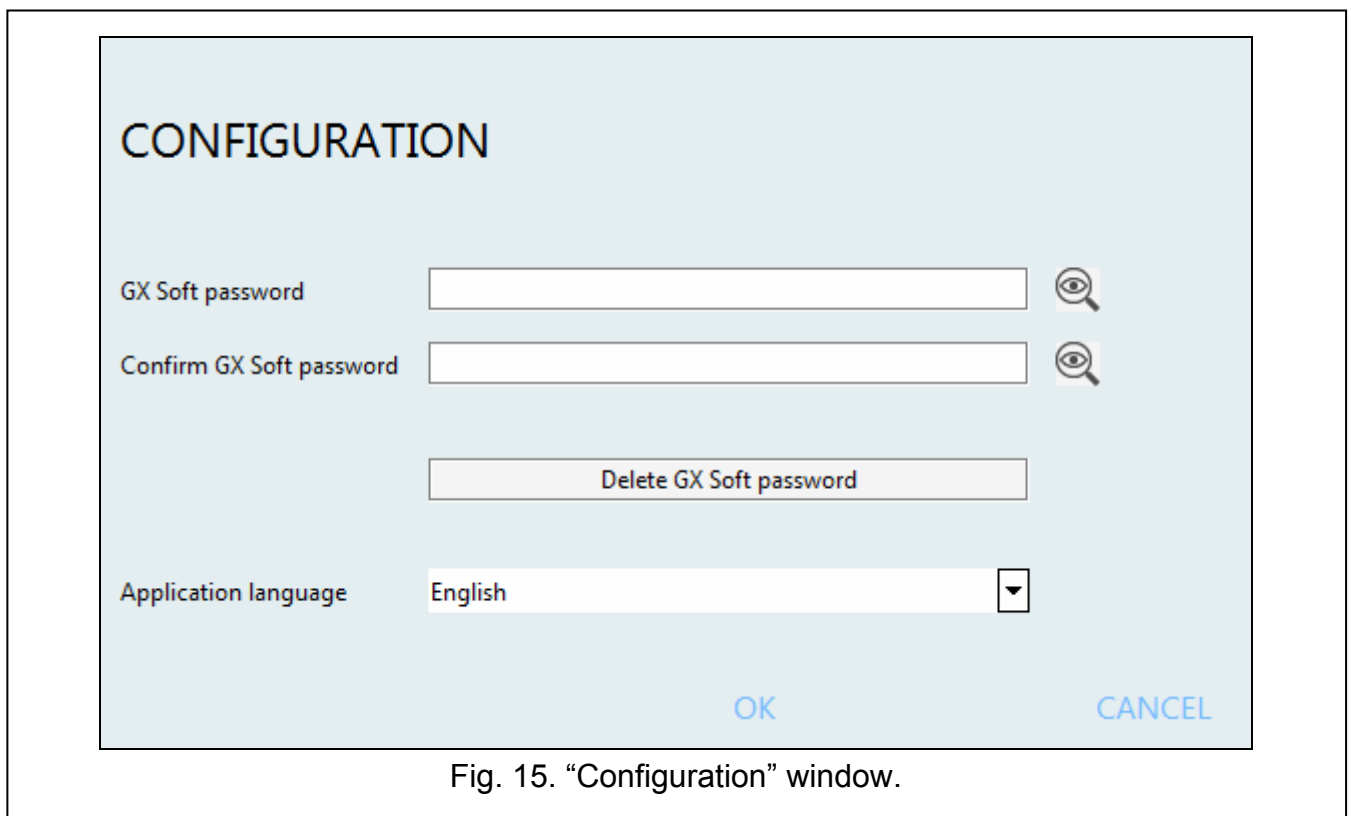 CONFIGURATION
GX Soft password
Confirm GX Soft password
Delete GX Soft password
Application language English
OK CANCEL
Fig. 15. “Configuration” window.